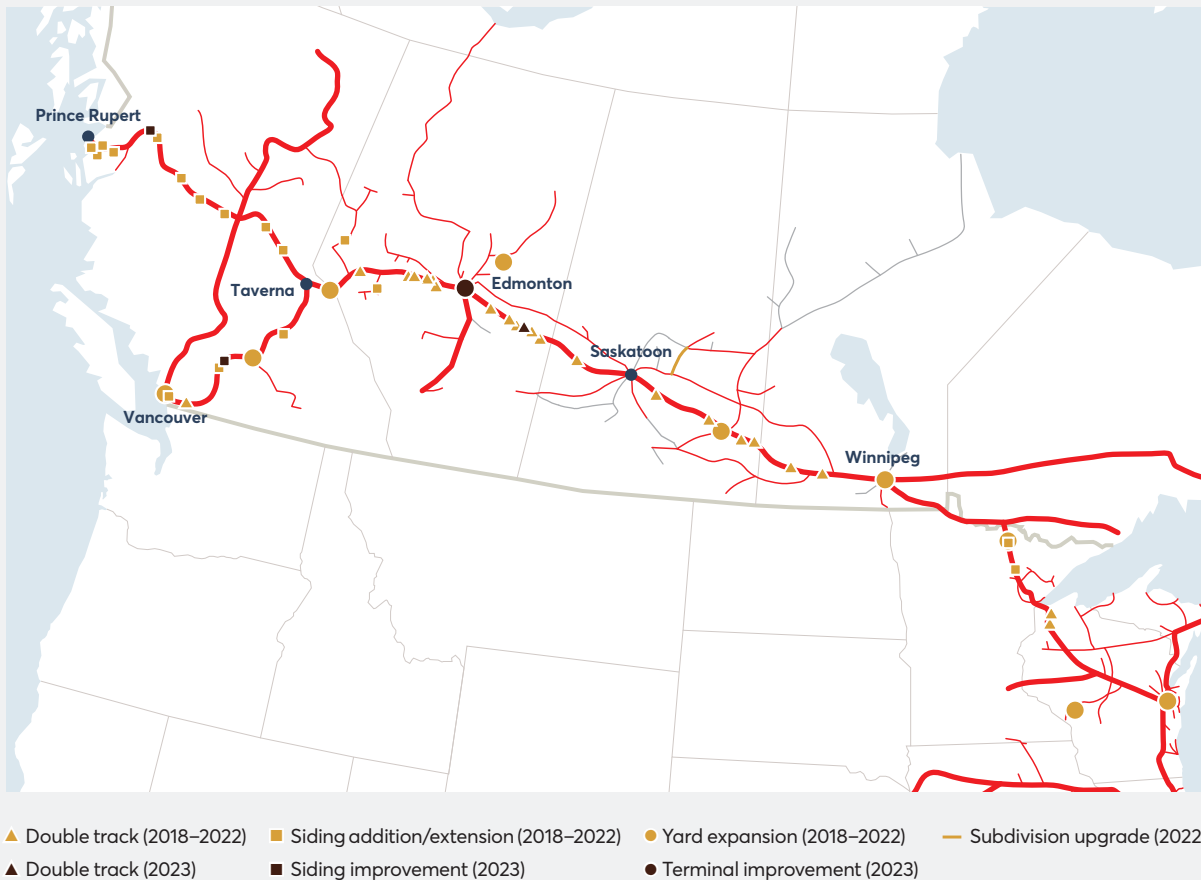 Prince Rupert
Taverna
Edmonton
Saskatoon
Vancouver
Winnipeg
Double track (2018–2022)
Siding addition/extension (2018–2022)
Yard expansion (2018–2022)
Subdivision upgrade (2022
Double track (2023)
Siding improvement (2023)
Terminal improvement (2023)